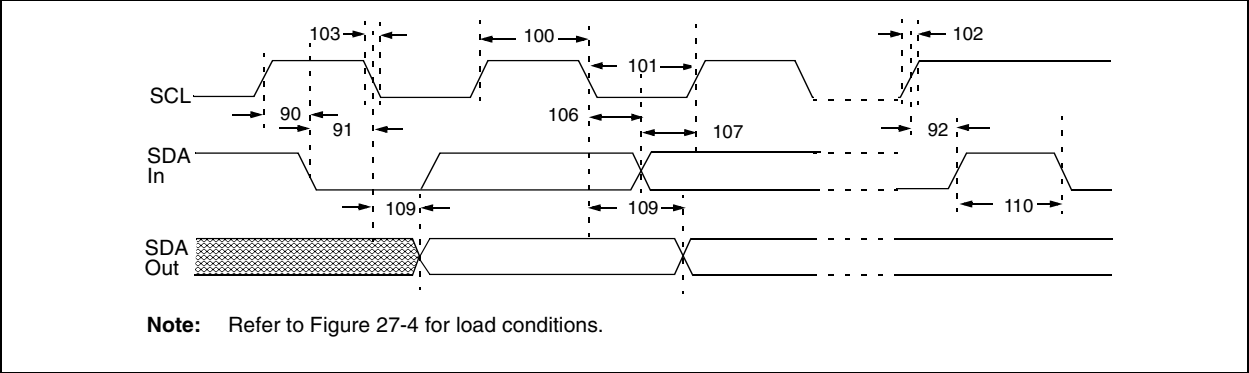 103
100
101
102
SCL
90
91
106
107
92
SDA
In
109
109
110
SDA
Out
Note: Refer to Figure 27-4 for load conditions.